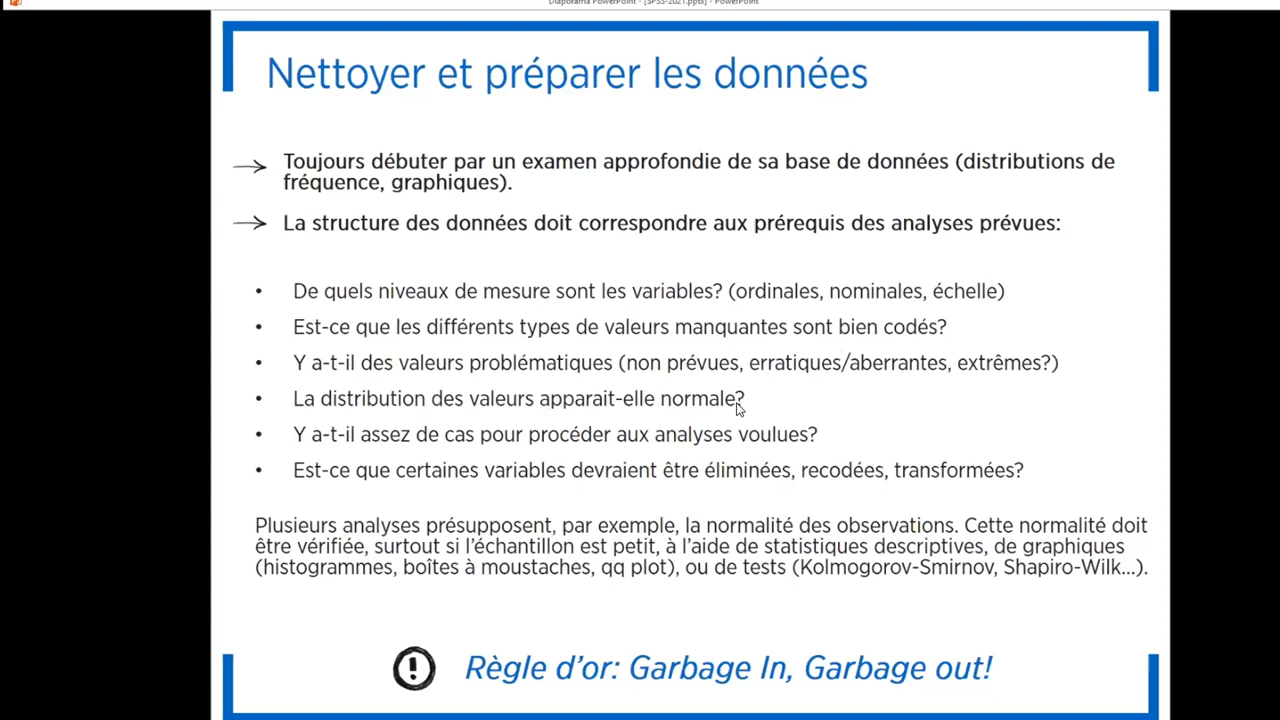 Diaporama PowerPoint - [SPSS-2021.pptx] - PowerPoint
Nettoyer et préparer les données
Toujours débuter par un examen approfondie de sa base de données (distributions de
fréquence, graphiques).
La structure des données doit correspondre aux prérequis des analyses prévues:
• De quels niveaux de mesure sont les variables? (ordinales, nominales, échelle)
• Est-ce que les différents types de valeurs manquantes sont bien codés?
• Y a-t-il des valeurs problématiques (non prévues, erratiques/aberrantes, extrêmes?)
• La distribution des valeurs apparait-elle normale?
• Y a-t-il assez de cas pour procéder aux analyses voulues?
• Est-ce que certaines variables devraient être éliminées, recodées, transformées?
Plusieurs analyses présupposent, par exemple, la normalité des observations. Cette normalité doit
être vérifiée, surtout si l'échantillon est petit, à l'aide de statistiques descriptives, de graphiques
(histogrammes, boîtes à moustaches, qq plot), ou de tests (Kolmogorov-Smirnov, Shapiro-Wilk...).
Règle d'or: Garbage In, Garbage out!